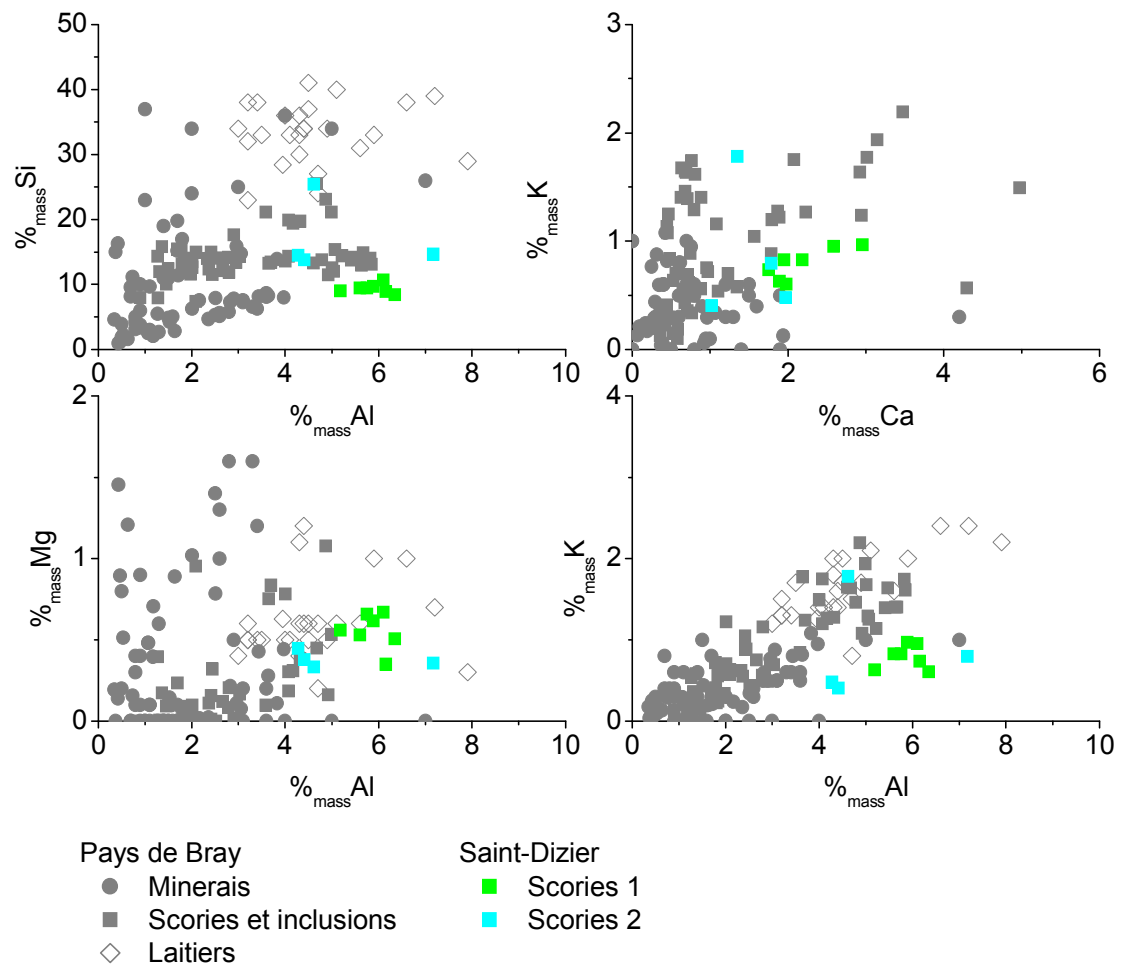 50
40
30
20
10
0
%massSi
0 2 4 6 8 10
%massAl
3
2
1
0
%massK
0 2 4 6
%massCa
2
1
0
%massMg
0 2 4 6 8 10
%massAl
4
2
0
%massK
0 2 4 6 8 10
%massAl
Pays de Bray
Minerais
Scories et inclusions
Laitiers
Saint-Dizier
Scories 1
Scories 2